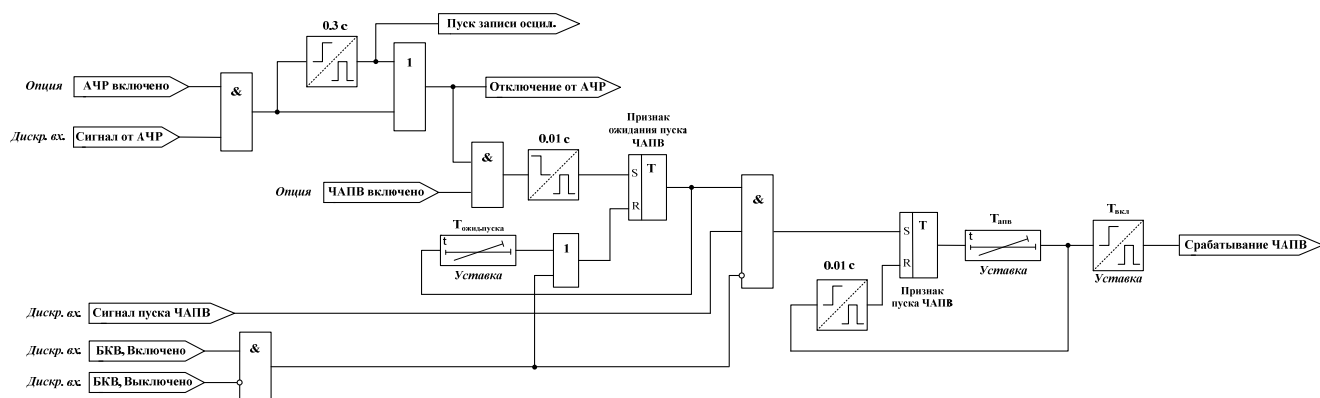 Пуск записи осцил.
0.3 с
1
Опция
АЧР включено
&
Отключение от АЧР
Дискр. вх.
Сигнал от АЧР
Признак
ожидания пуска
ЧАПВ
0.01 с
&
S
T
R
Опция
ЧАПВ включено
&
Tожид.пуска
t
Уставка
1
S
T
R
Tапв
t
Уставка
Tвкл
Уставка
Срабатывание ЧАПВ
0.01 с
Признак
пуска ЧАПВ
Дискр. вх.
Сигнал пуска ЧАПВ
Дискр. вх.
БКВ, Включено
&
Дискр. вх.
БКВ, Выключено